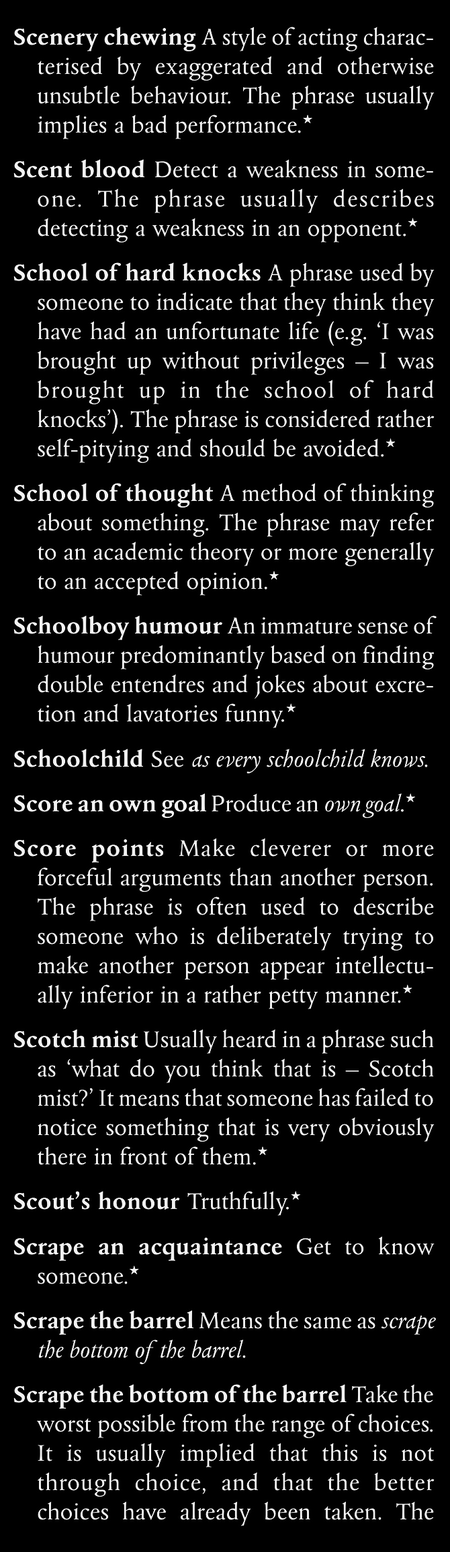 Scenery chewing A style of acting charac-
terised by exaggerated and otherwise
unsubtle behaviour. The phrase usually
implies a bad performance.★
Scent blood Detect a weakness in some-
one. The phrase usually describes
detecting a weakness in an opponent.★
School of hard knocks A phrase used by
someone to indicate that they think they
have had an unfortunate life (e.g. ‘I was
brought up without privileges – I was
brought up in the school of hard
knocks’). The phrase is considered rather
self-pitying and should be avoided.★
School of thought A method of thinking
about something. The phrase may refer
to an academic theory or more generally
to an accepted opinion.★
Schoolboy humour An immature sense of
humour predominantly based on finding
double entendres and jokes about excre-
tion and lavatories funny.★
Schoolchild See as every schoolchild knows.
Score an own goal Produce an own goal.★
Score points Make cleverer or more
forceful arguments than another person.
The phrase is often used to describe
someone who is deliberately trying to
make another person appear intellectu-
ally inferior in a rather petty manner.★
Scotch mist Usually heard in a phrase such
as ‘what do you think that is – Scotch
mist?’ It means that someone has failed to
notice something that is very obviously
there in front of them.★
Scout’s honour Truthfully.★
Scrape an acquaintance Get to know
someone.★
Scrape the barrel Means the same as scrape
the bottom of the barrel.
Scrape the bottom of the barrel Take the
worst possible from the range of choices.
It is usually implied that this is not
through choice, and that the better
choices have already been taken. The